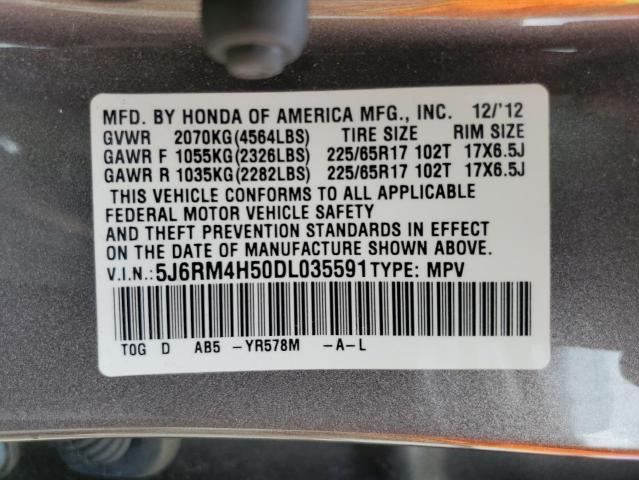 MFD. BY HONDA OF AMERICA MFG., INC. 12/'12
GVWR 2070KG(4564LBS) TIRE SIZE RIM SIZE
GAWR F 1055KG(2326LBS) 225/65R17 102T 17X6.5J
GAWR R 1035KG(2282LBS) 225/65R17 102T 17X6.5J
THIS VEHICLE CONFORMS TO ALL APPLICABLE
FEDERAL MOTOR VEHICLE SAFETY
AND THEFT PREVENTION STANDARDS IN EFFECT
ON THE DATE OF MANUFACTURE SHOWN ABOVE.
V.I.N.:5J6RM4H50DL035591 TYPE: MPV
TOG D AB5 -YR578M -A-L